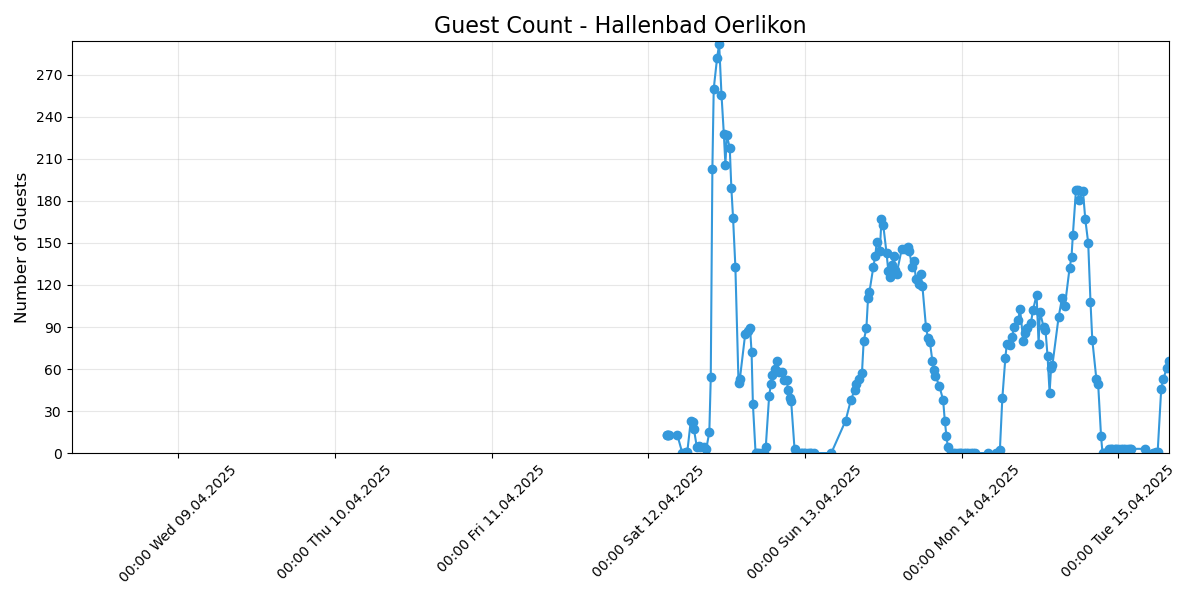 Guest Count - Hallenbad Oerlikon
Number of Guests
270
240
210
180
150
120
90
60
30
0
00:00 Wed 09.04.2025
00:00 Thu 10.04.2025
00:00 Fri 11.04.2025
00:00 Sat 12.04.2025
00:00 Sun 13.04.2025
00:00 Mon 14.04.2025
00:00 Tue 15.04.2025